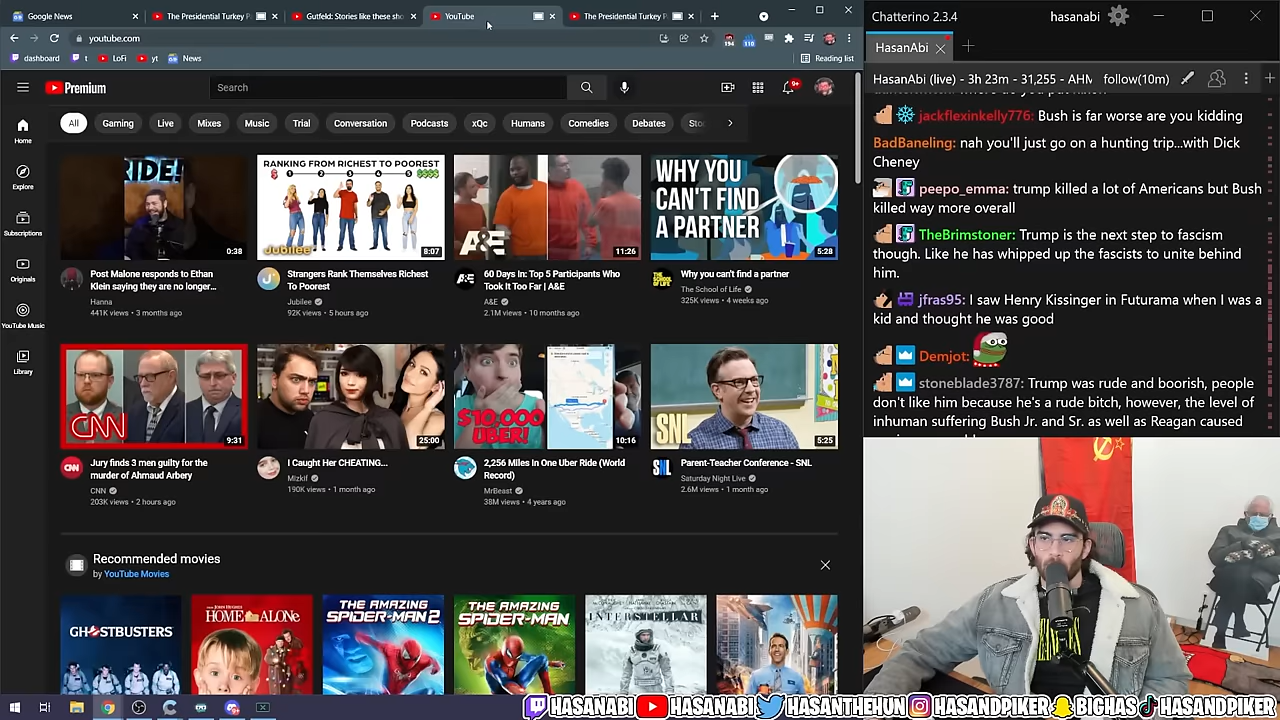 Google News
The Presidential Turkey P
Gutfeld: Stories like these sho
YouTube
The Presidential Turkey P
youtube.com
194
110
dashboard
t
LoFi
yt
News
Reading list
Premium
Search
9+
All
Gaming
Live
Mixes
Music
Trial
Conversation
Podcasts
xQc
Humans
Comedies
Debates
Home
Explore
Subscriptions
Originals
YouTube Music
Library
RIDE!
0:38
Post Malone responds to Ethan
Klein saying they are no longer...
Hanna
441K views • 3 months ago
RANKING FROM RICHEST TO POOREST
1 2 3 4 5
Jubilee
8:07
Strangers Rank Themselves Richest
To Poorest
Jubilee
92K views • 5 hours ago
A&E
11:26
60 Days In: Top 5 Participants Who
Took It Too Far | A&E
A&E
2.1M views • 10 months ago
WHY YOU
CAN'T FIND
A PARTNER
5:28
Why you can't find a partner
The School of Life
325K views • 4 weeks ago
CNN
9:31
Jury finds 3 men guilty for the
murder of Ahmaud Arbery
CNN
203K views • 2 hours ago
25:00
I Caught Her CHEATING...
Mizkif
190K views • 1 month ago
$10,000
UBER!
10:16
2,256 Miles In One Uber Ride (World
Record)
MrBeast
38M views • 4 years ago
SNL
5:25
Parent-Teacher Conference - SNL
Saturday Night Live
2.6M views • 1 month ago
Recommended movies
by YouTube Movies
GHOSTBUSTERS
HOME ALONE
THE AMAZING
SPIDER-MAN 2
THE AMAZING
SPIDER-MAN
INTERSTELLAR
Chatterino 2.3.4
hasanabi
HasanAbi
HasanAbi (live) - 3h 23m - 31,255 - AHM
follow(10m)
jackflexinkelly776: Bush is far worse are you kidding
BadBaneling: nah you'll just go on a hunting trip...with Dick
Cheney
peepo_emma: trump killed a lot of Americans but Bush
killed way more overall
TheBrimstoner: Trump is the next step to fascism
though. Like he has whipped up the fascists to unite behind
him.
jfras95: I saw Henry Kissinger in Futurama when I was a
kid and thought he was good
Demjot:
stoneblade3787: Trump was rude and boorish, people
don't like him because he's a rude bitch, however, the level of
inhuman suffering Bush Jr. and Sr. as well as Reagan caused
HASANABI
HASANABI
HASANTHEHUN
HASANDPIKER
BIGHAS
HASANDPIKER